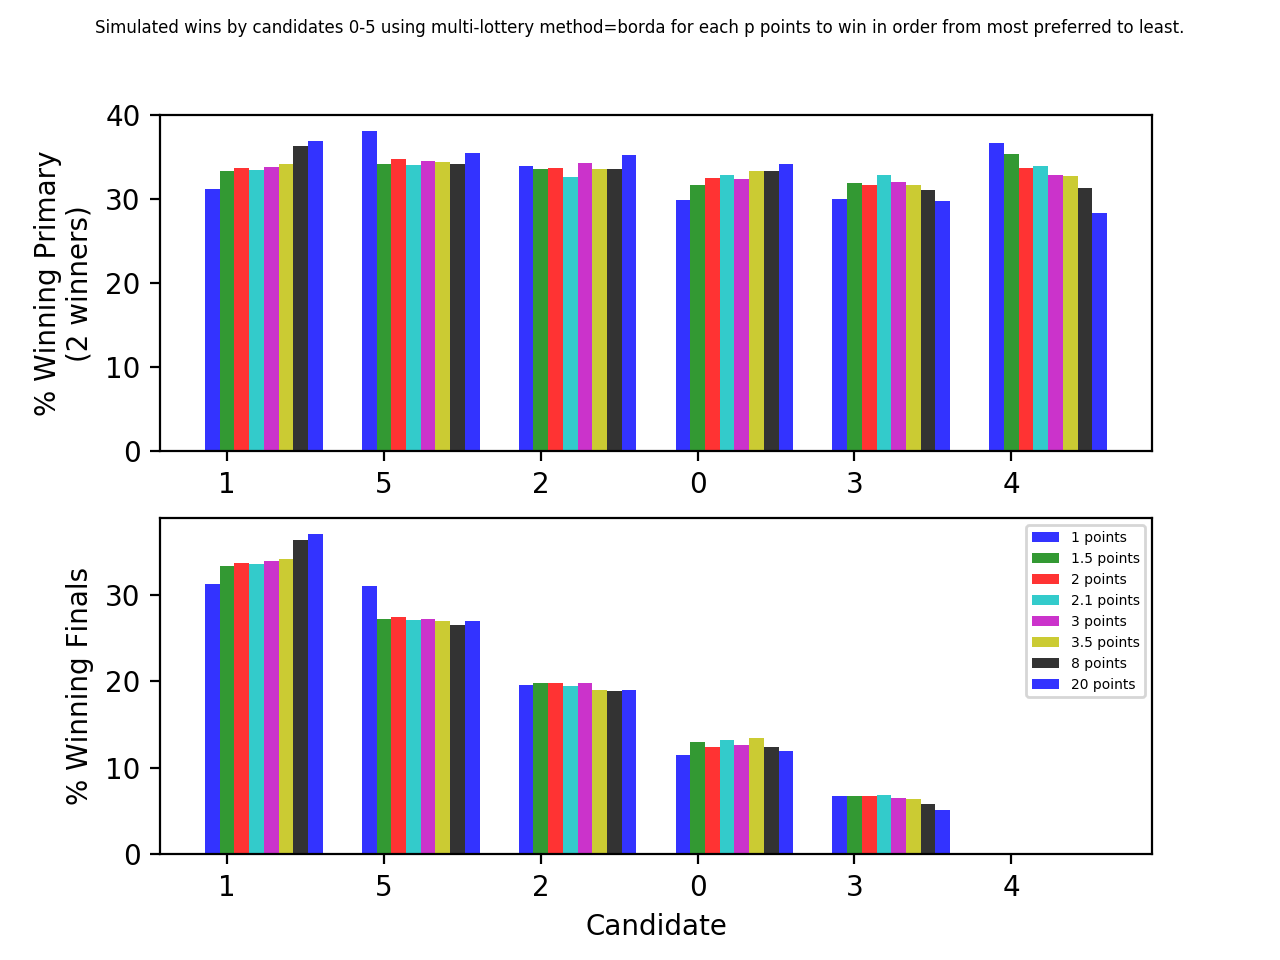 Simulated wins by candidates 0-5 using multi-lottery method=borda for each p points to win in order from most preferred to least.
% Winning Primary
(2 winners)
40
30
20
10
0
1 5 2 0 3 4
% Winning Finals
30
20
10
0
1 points
1.5 points
2 points
2.1 points
3 points
3.5 points
8 points
20 points
1 5 2 0 3 4
Candidate